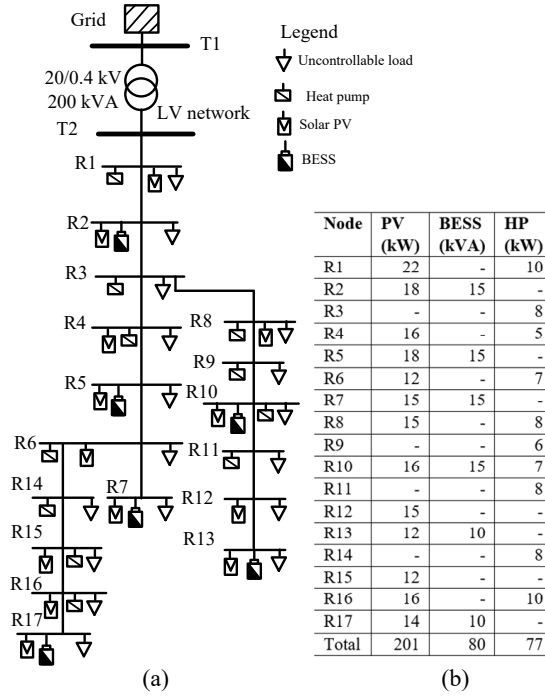 Grid
T1
20/0.4 kV
200 kVA
LV network
T2
R1
R2
R3
R4
R5
R6
R7
R14
R15
R16
R17
R8
R9
R10
R11
R12
R13
Legend
Uncontrollable load
Heat pump
Solar PV
BESS
(a)
Node PV (kW) BESS (kVA) HP (kW)
R1 22 - 10
R2 18 15 -
R3 - - 8
R4 16 - 5
R5 18 15 -
R6 12 - 7
R7 15 15 -
R8 15 - 8
R9 - - 6
R10 16 15 7
R11 - - 8
R12 15 - -
R13 12 10 -
R14 - - 8
R15 12 - -
R16 16 - 10
R17 14 10 -
Total 201 80 77
(b)